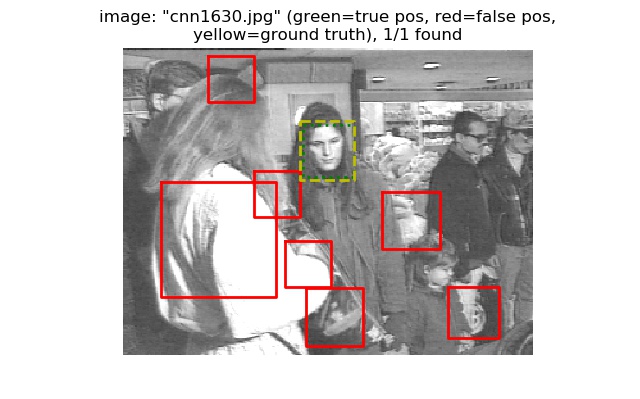 image: "cnn1630.jpg" (green=true pos, red=false pos,
yellow=ground truth), 1/1 found